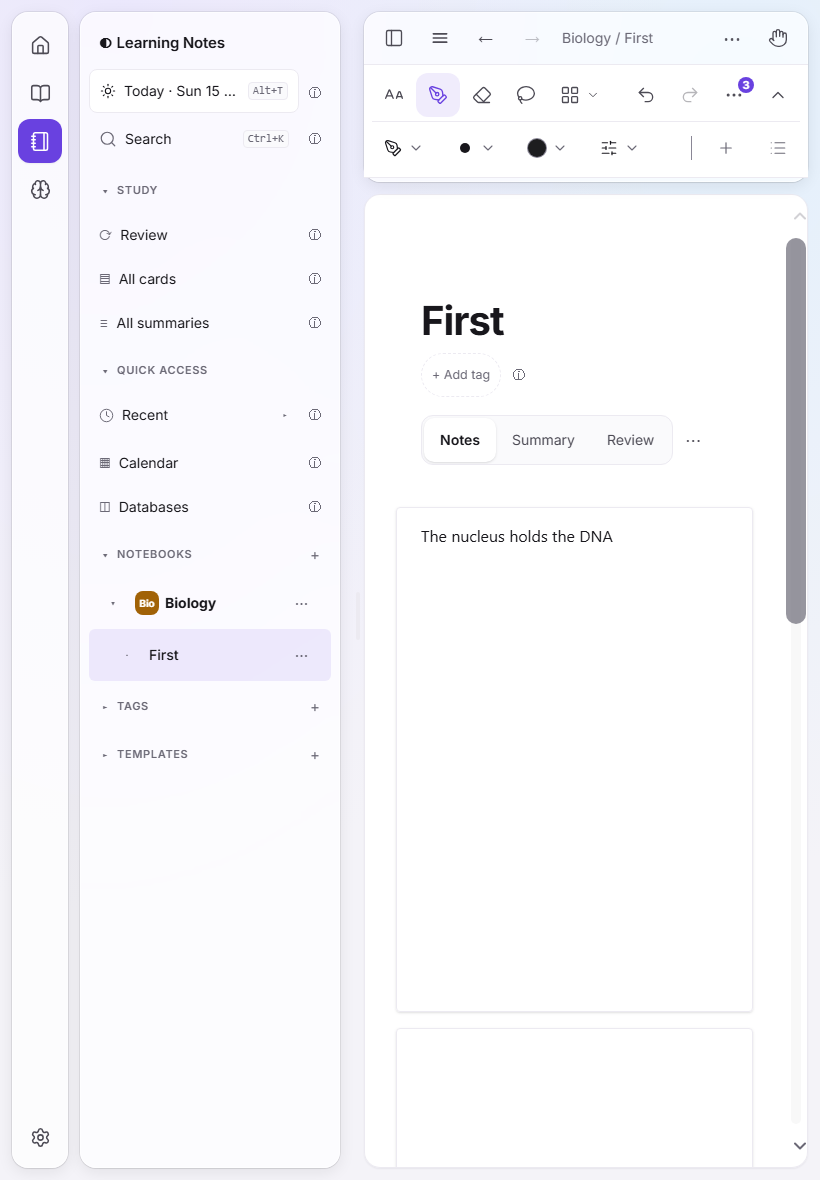 Learning Notes
Today · Sun 15 ... Alt+T
Search Ctrl+K
STUDY
Review
All cards
All summaries
QUICK ACCESS
Recent
Calendar
Databases
NOTEBOOKS
Bio Biology
First
TAGS
TEMPLATES
Biology / First
AA
3
First
+ Add tag
Notes Summary Review
The nucleus holds the DNA